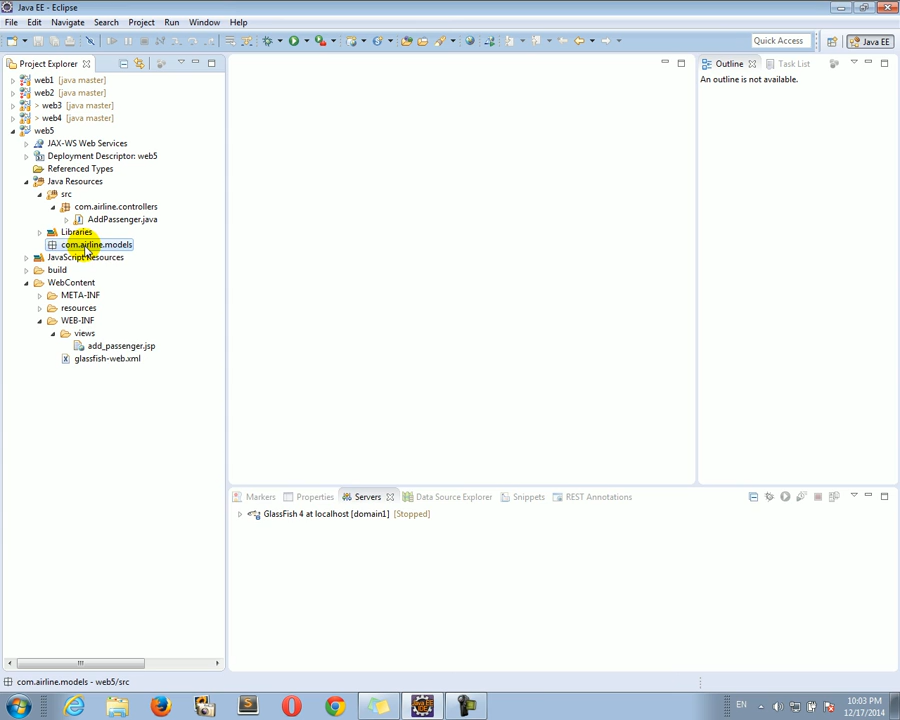 Java EE - Eclipse
File Edit Navigate Search Project Run Window Help
Quick Access Java EE
Project Explorer
web1 [java master]
web2 [java master]
> web3 [java master]
> web4 [java master]
web5
JAX-WS Web Services
Deployment Descriptor: web5
Referenced Types
Java Resources
src
com.airline.controllers
AddPassenger.java
Libraries
com.airline.models
JavaScript Resources
build
WebContent
META-INF
resources
WEB-INF
views
add_passenger.jsp
glassfish-web.xml
Outline Task List
An outline is not available.
Markers Properties Servers Data Source Explorer Snippets REST Annotations
GlassFish 4 at localhost [domain1] [Stopped]
com.airline.models - web5/src
EN
10:03 PM
12/17/2014